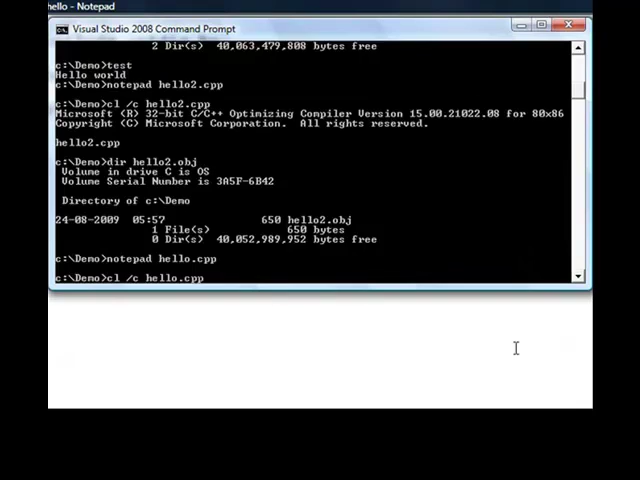 hello - Notepad
Visual Studio 2008 Command Prompt
2 Dir(s) 40,063,479,808 bytes free
c:\Demo>test
Hello world
c:\Demo>notepad hello2.cpp
c:\Demo>cl /c hello2.cpp
Microsoft (R) 32-bit C/C++ Optimizing Compiler Version 15.00.21022.08 for 80x86
Copyright (C) Microsoft Corporation. All rights reserved.
hello2.cpp
c:\Demo>dir hello2.obj
Volume in drive C is OS
Volume Serial Number is 3A5F-6B42
Directory of c:\Demo
24-08-2009 05:57 650 hello2.obj
1 File(s) 650 bytes
0 Dir(s) 40,052,989,952 bytes free
c:\Demo>notepad hello.cpp
c:\Demo>cl /c hello.cpp